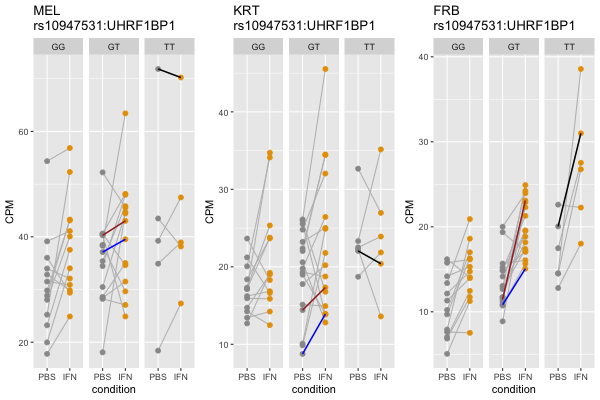 MEL
rs10947531:UHRF1BP1
GG GT TT
CPM
60
40
20
PBS IFN PBS IFN PBS IFN
condition
KRT
rs10947531:UHRF1BP1
GG GT TT
CPM
40
30
20
10
PBS IFN PBS IFN PBS IFN
condition
FRB
rs10947531:UHRF1BP1
GG GT TT
CPM
40
30
20
10
PBS IFN PBS IFN PBS IFN
condition